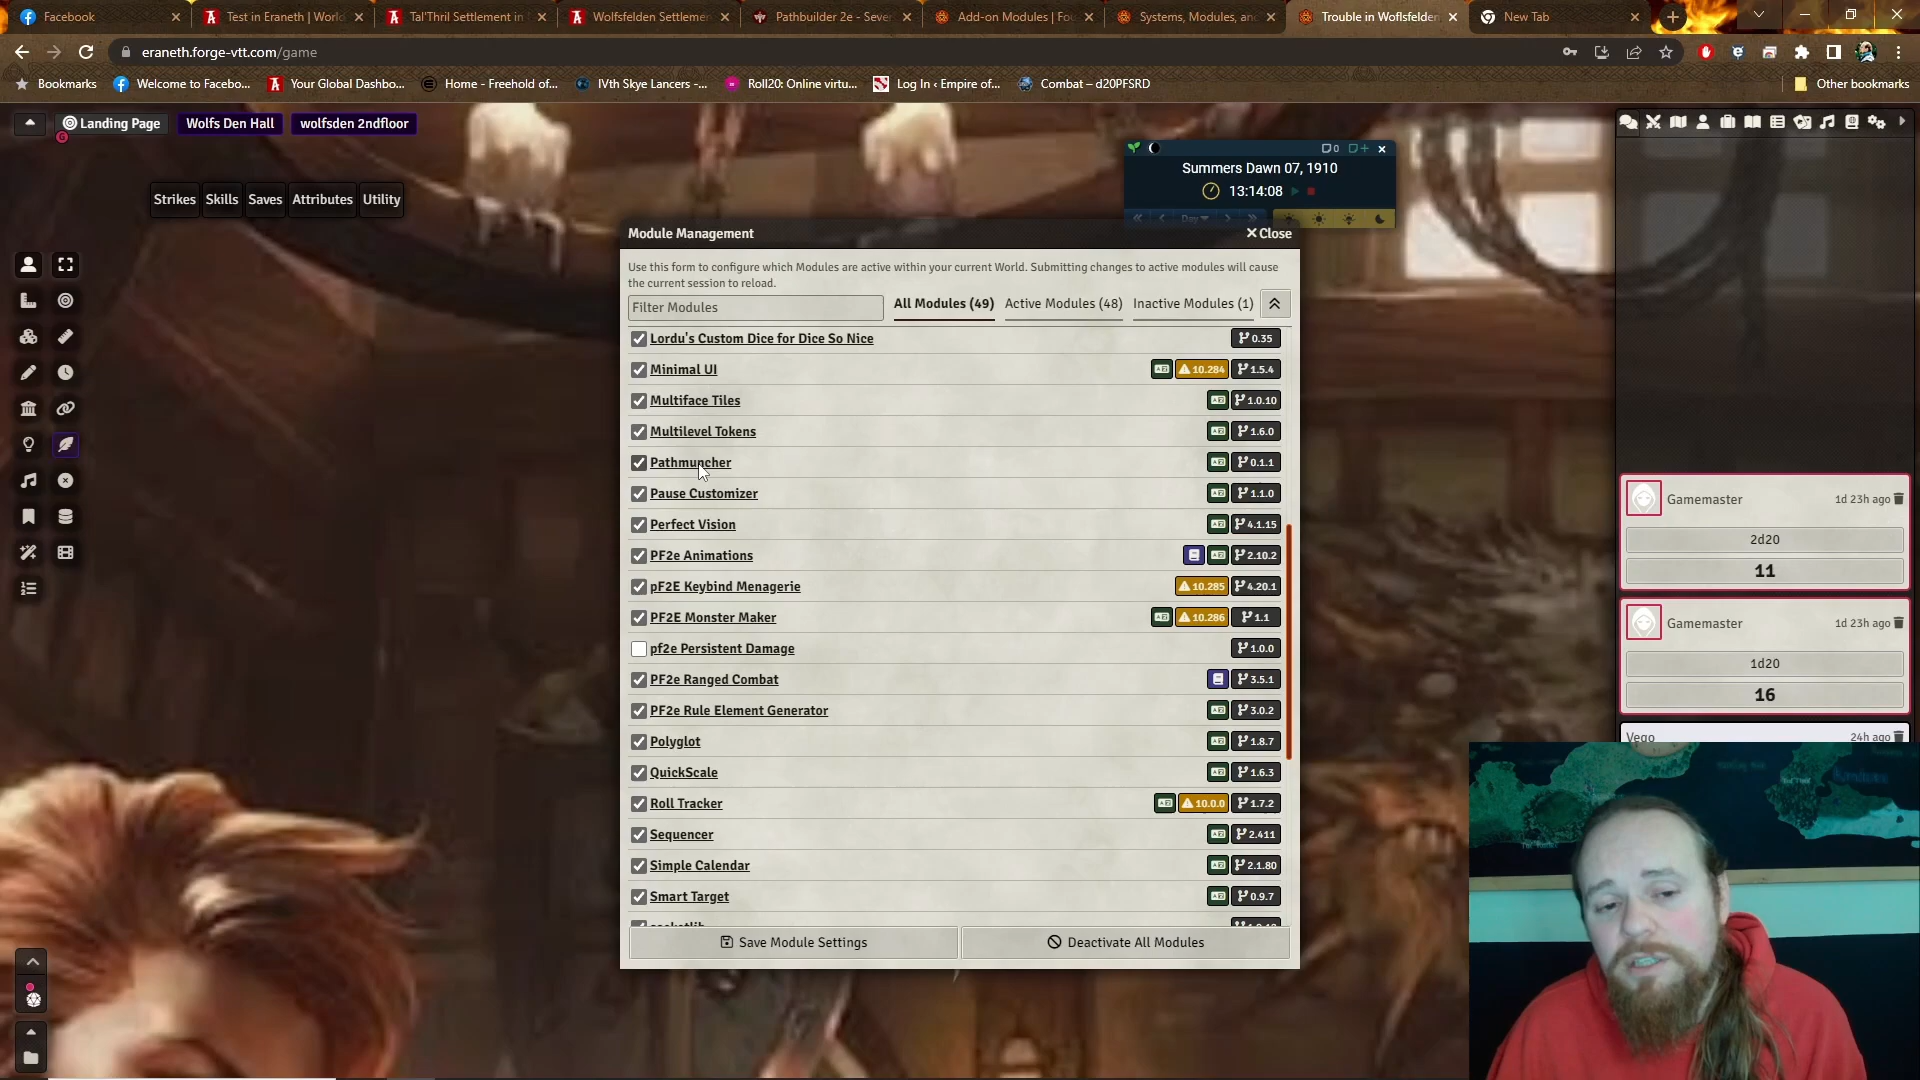 Facebook
Test in Eraneth | World
Tal'Thril Settlement in
Wolfsfelden Settlemen
Pathbuilder 2e - Sever
Add-on Modules | Fou
Systems, Modules, an
Trouble in Woflsfelden
New Tab
eraneth.forge-vtt.com/game
Bookmarks
Welcome to Facebo...
Your Global Dashbo...
Home - Freehold of...
IVth Skye Lancers -...
Roll20: Online virtu...
Log In ‹ Empire of...
Combat – d20PFSRD
Other bookmarks
Landing Page
Wolfs Den Hall
wolfsden 2ndfloor
G
Strikes
Skills
Saves
Attributes
Utility
0
Summers Dawn 07, 1910
13:14:08
Day
Module Management
Close
Use this form to configure which Modules are active within your current World. Submitting changes to active modules will cause
the current session to reload.
Filter Modules
All Modules (49)
Active Modules (48)
Inactive Modules (1)
Lordu's Custom Dice for Dice So Nice 0.35
Minimal UI 10.284 1.5.4
Multiface Tiles 1.0.10
Multilevel Tokens 1.6.0
Pathmuncher 0.1.1
Pause Customizer 1.1.0
Perfect Vision 4.1.15
PF2e Animations 2.10.2
pF2E Keybind Menagerie 10.285 4.20.1
PF2E Monster Maker 10.286 1.1
pf2e Persistent Damage 1.0.0
PF2e Ranged Combat 3.5.1
PF2e Rule Element Generator 3.0.2
Polyglot 1.8.7
QuickScale 1.6.3
Roll Tracker 10.0.0 1.7.2
Sequencer 2.411
Simple Calendar 2.1.80
Smart Target 0.9.7
Save Module Settings
Deactivate All Modules
Gamemaster 1d 23h ago
2d20
11
Gamemaster 1d 23h ago
1d20
16
Vego 24h ago